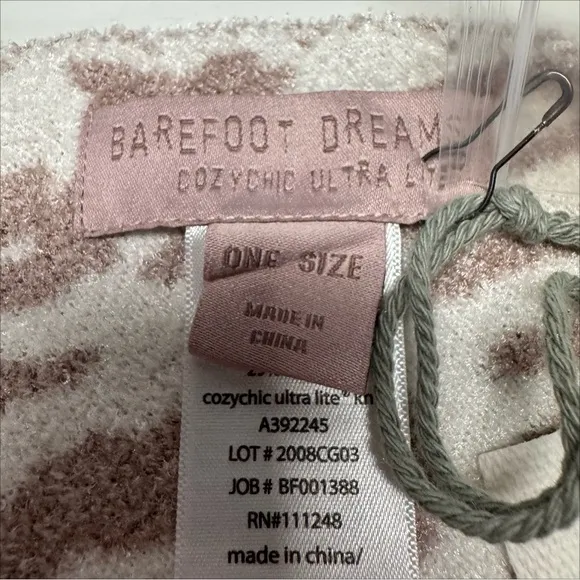 BAREFOOT DREAMS
COZYCHIC ULTRA LITE
ONE SIZE
MADE IN
CHINA
cozychic ultra lite®
A392245
LOT # 2008CG03
JOB # BF001388
RN#111248
made in china/